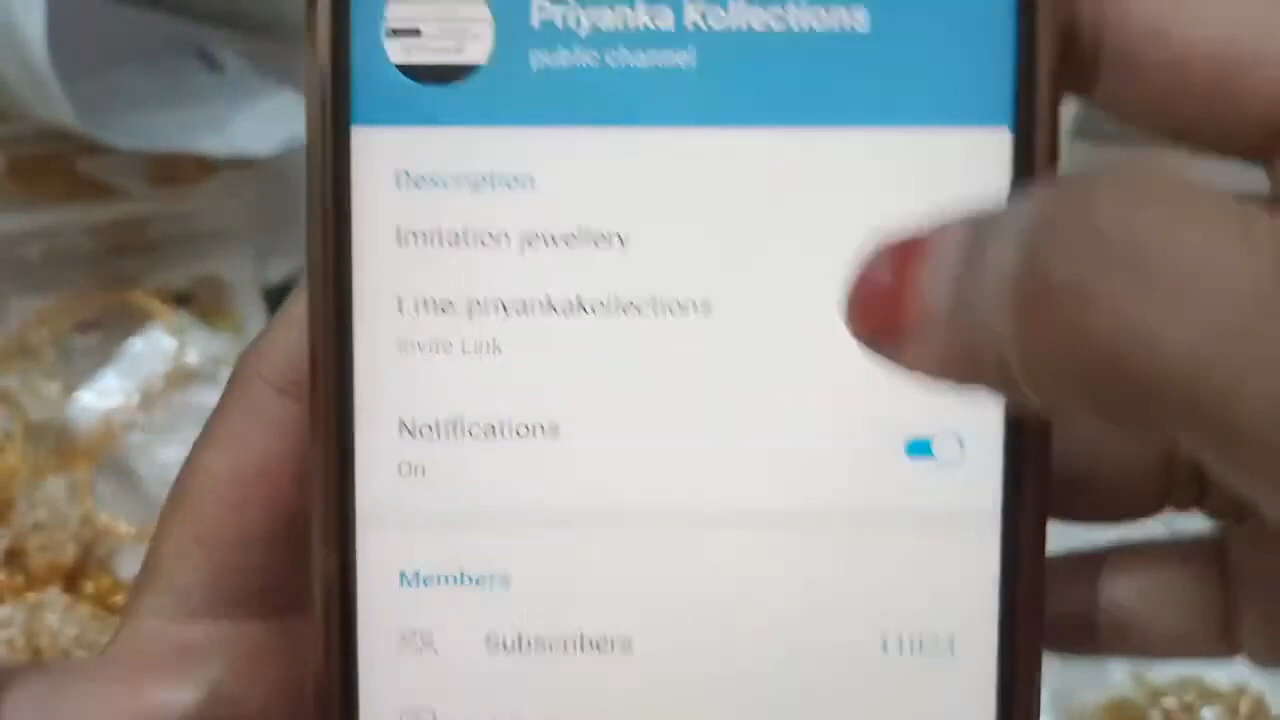 Priyanka Kollections
public channel
Description
Imitation jewellery
t.me/priyankakollections
Invite Link
Notifications
On
Members
Subscribers